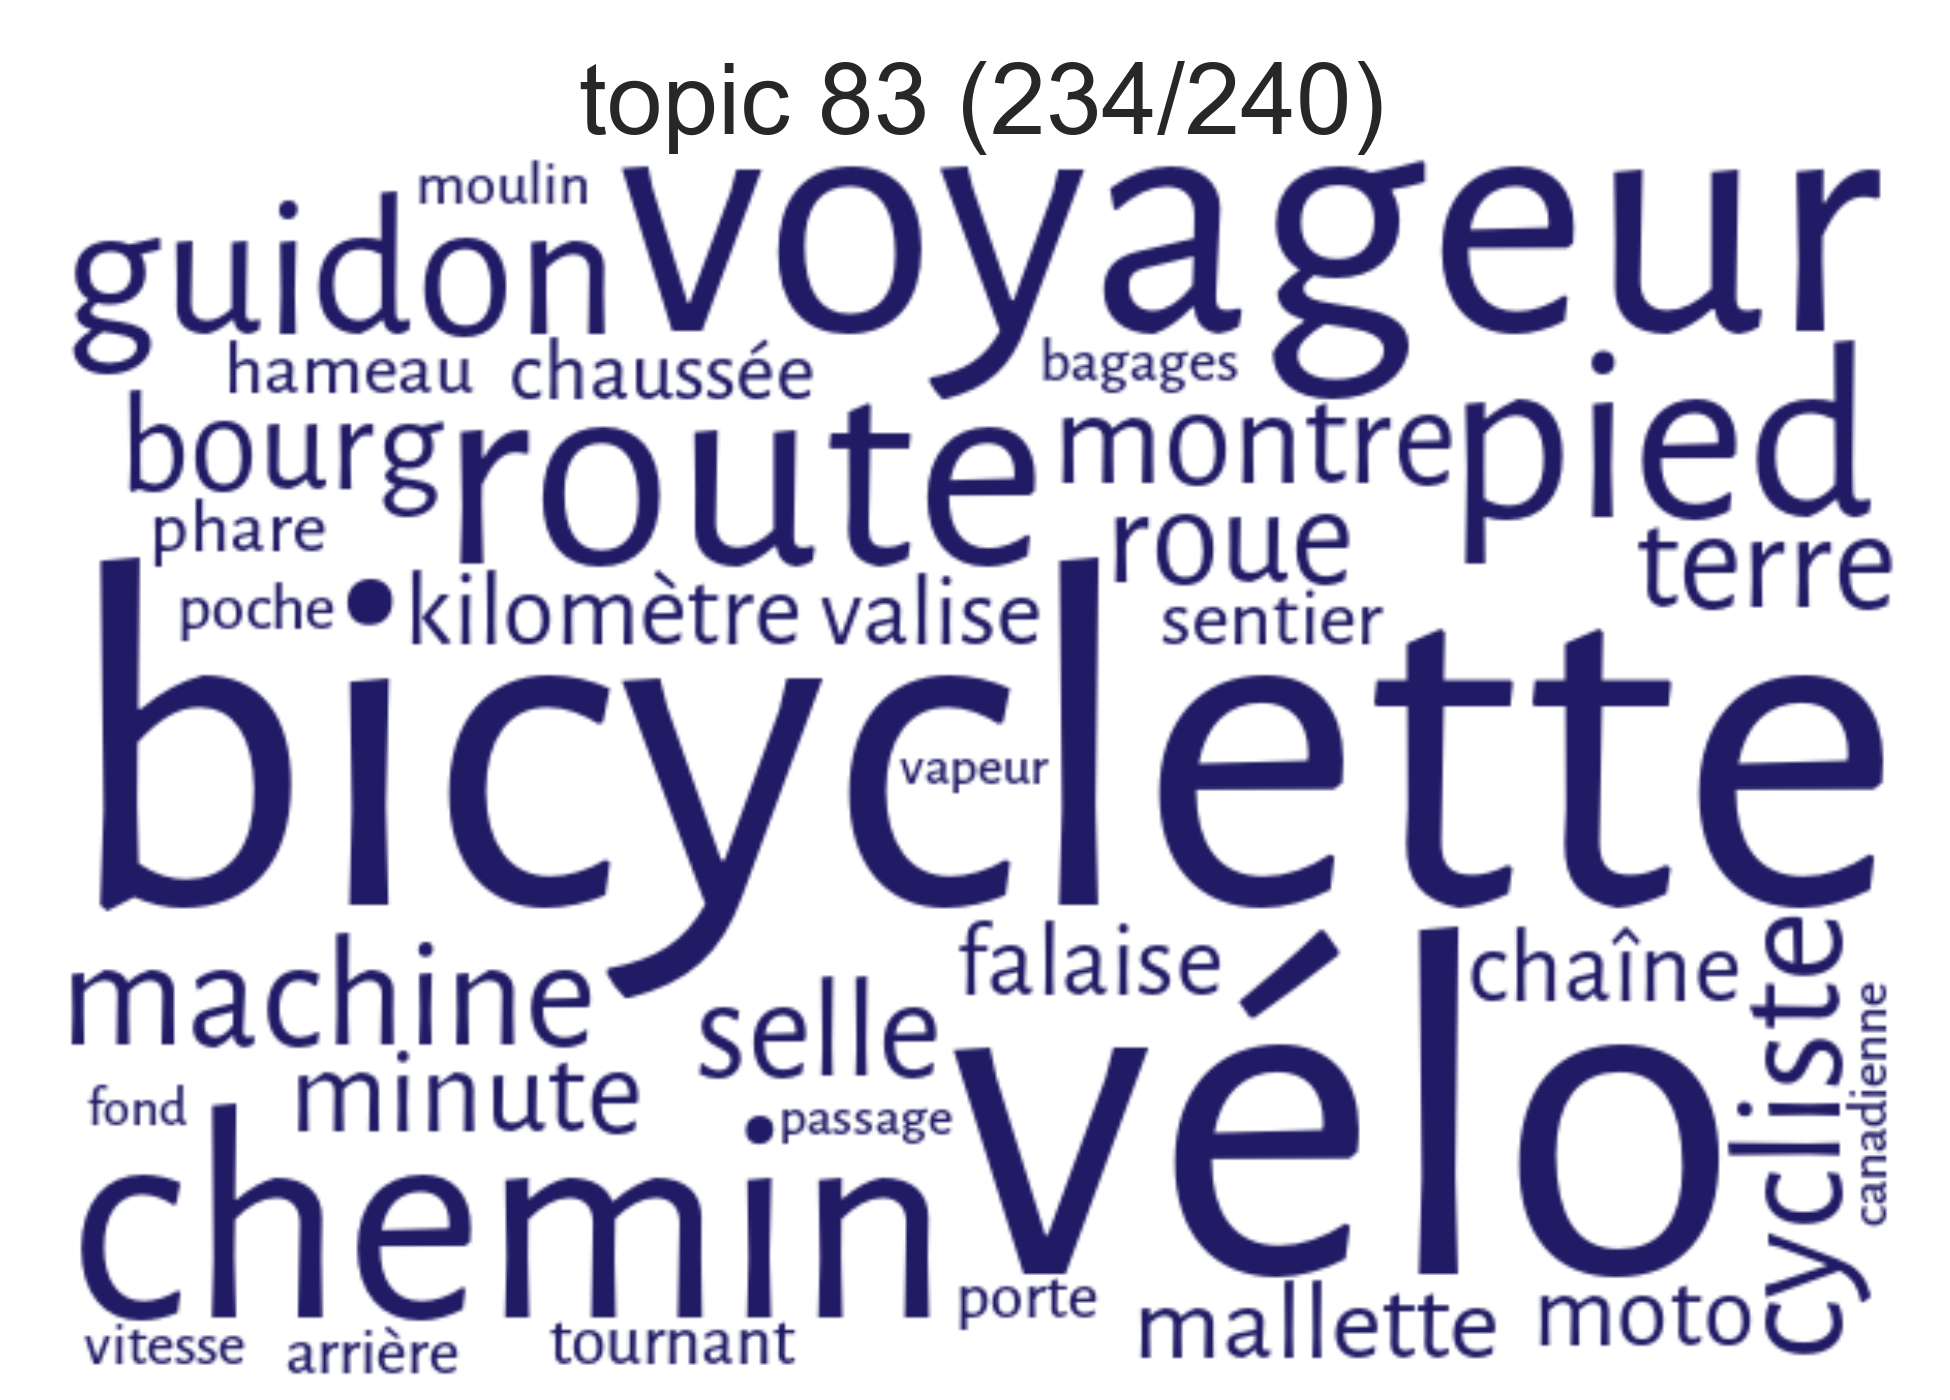 topic 83 (234/240)
moulin voyageur
guidon
hameau chaussée bagages
bourg route montre pied
phare roue terre
poche kilomètre valise sentier
bicyclette
vapeur
machine falaise chaîne
selle vélo cycliste
fond minute passage canadienne
chemin
porte mallette moto
vitesse arrière tournant